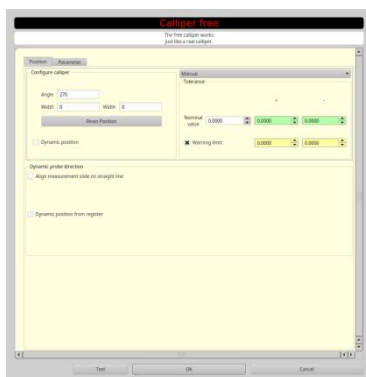 Calliper free
The free calliper works
just like a real calliper.
Position Parameter
Configure calliper
Manual
Tolerance
Angle 270
+ -
Width 0 Width 0
Nominal value 0,0000 0,0000 0,0000
Reset Position
Dynamic position
Warning limit 0,0000 0,0000
Dynamic probe direction
Align measurement slide on straight line
Dynamic position from register
Test OK Cancel